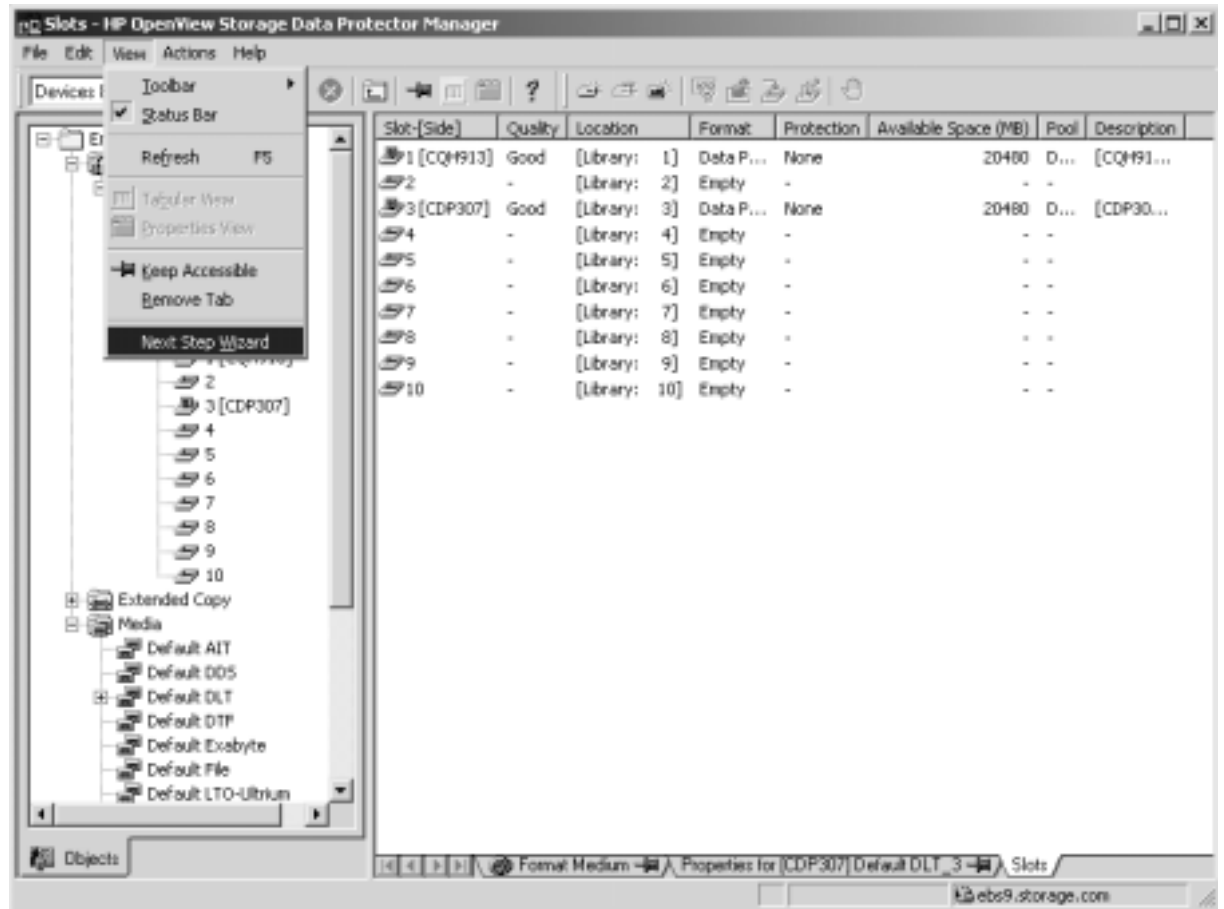 Slots - HP OpenView Storage Data Protector Manager
File Edit View Actions Help
Devices
Toolbar
Status Bar
Refresh F5
Tabular View
Properties View
Keep Accessible
Remove Tab
Next Step Wizard
2
3 [CDP307]
4
5
6
7
8
9
10
Extended Copy
Media
Default AIT
Default DDS
Default DLT
Default DTF
Default Exabyte
Default File
Default LTO-Ultrium
Objects
Slot-[Side] Quality Location Format Protection Available Space (MB) Pool Description
1 [CQH913] Good [Library: 1] Data P... None 20480 D... [CQH91...
2 - [Library: 2] Empty - - -
3 [CDP307] Good [Library: 3] Data P... None 20480 D... [CDP30...
4 - [Library: 4] Empty - - -
5 - [Library: 5] Empty - - -
6 - [Library: 6] Empty - - -
7 - [Library: 7] Empty - - -
8 - [Library: 8] Empty - - -
9 - [Library: 9] Empty - - -
10 - [Library: 10] Empty - - -
Format Medium Properties for [CDP307] Default DLT_3 Slots
ebs9.storage.com